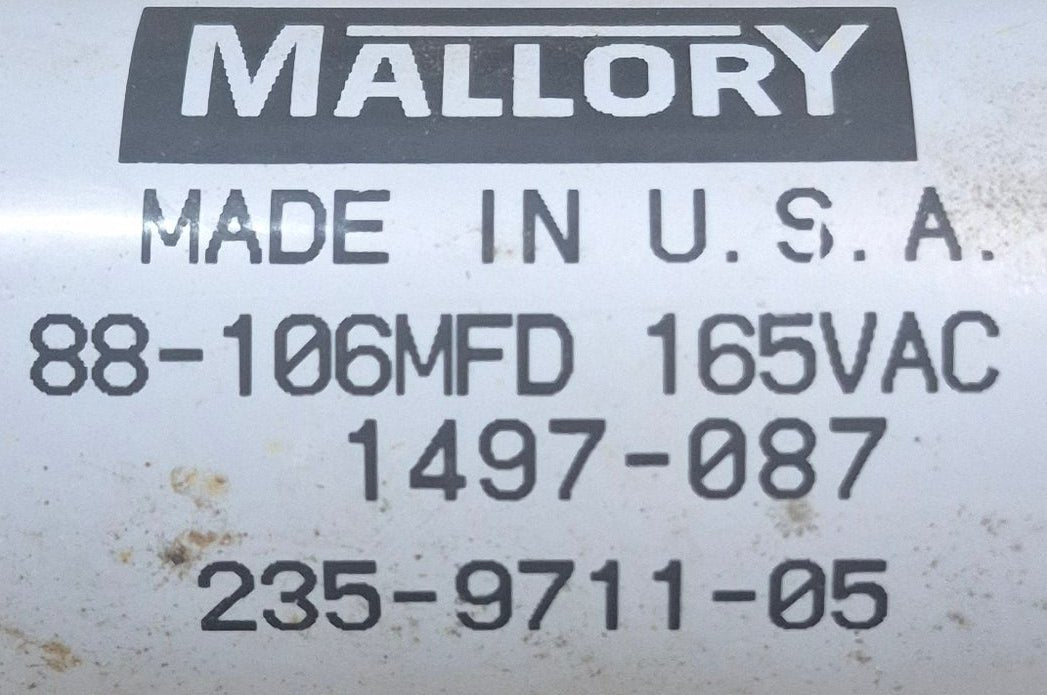 MALLORY
MADE IN U.S.A.
88-106MFD 165VAC
1497-087
235-9711-05